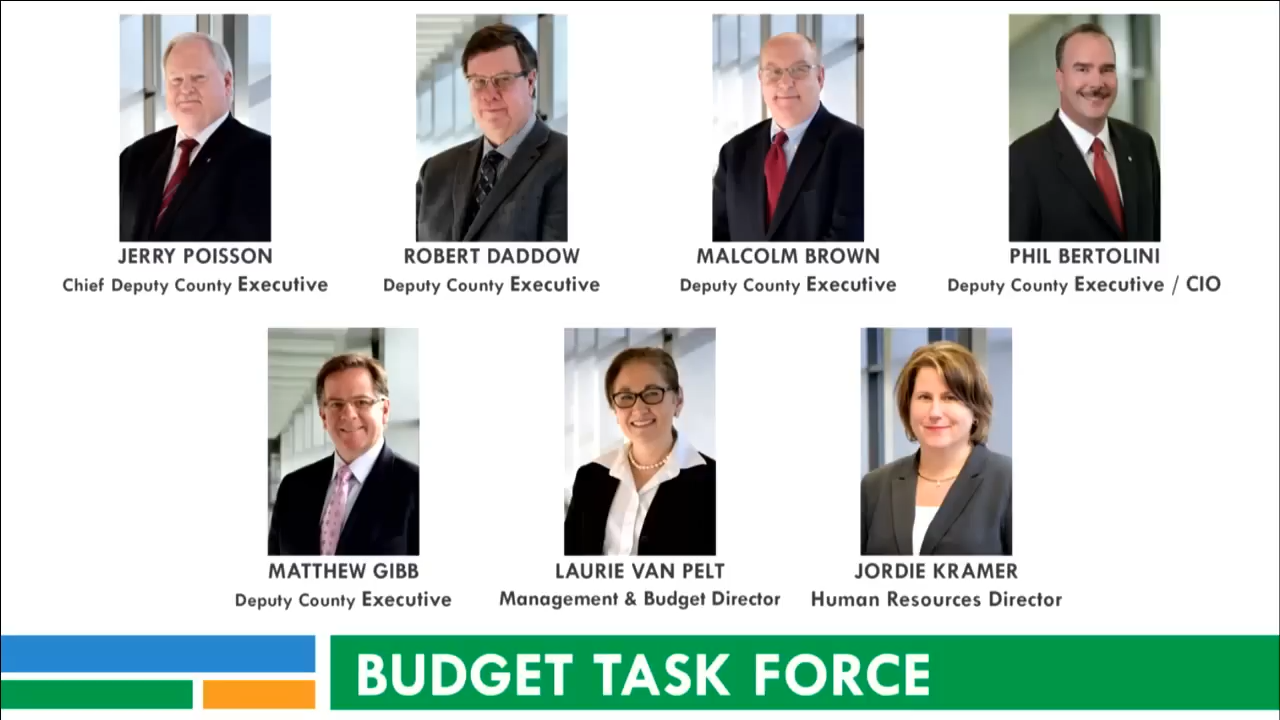 JERRY POISSON
Chief Deputy County Executive
ROBERT DADDOW
Deputy County Executive
MALCOLM BROWN
Deputy County Executive
PHIL BERTOLINI
Deputy County Executive / CIO
MATTHEW GIBB
Deputy County Executive
LAURIE VAN PELT
Management & Budget Director
JORDIE KRAMER
Human Resources Director
BUDGET TASK FORCE